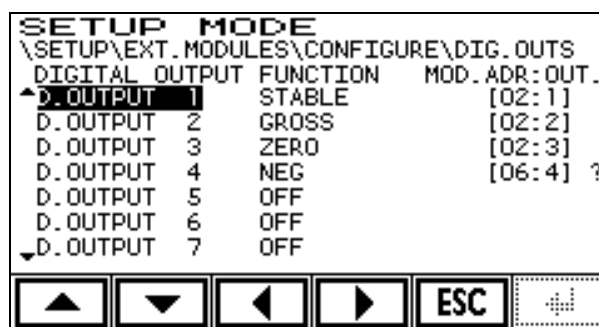 SETUP MODE
\SETUP\EXT.MODULES\CONFIGURE\DIG.OUTS
DIGITAL OUTPUT FUNCTION MOD.ADR:OUT.
D.OUTPUT 1 STABLE [02:1]
D.OUTPUT 2 GROSS [02:2]
D.OUTPUT 3 ZERO [02:3]
D.OUTPUT 4 NEG [06:4] ?
D.OUTPUT 5 OFF
D.OUTPUT 6 OFF
D.OUTPUT 7 OFF
ESC